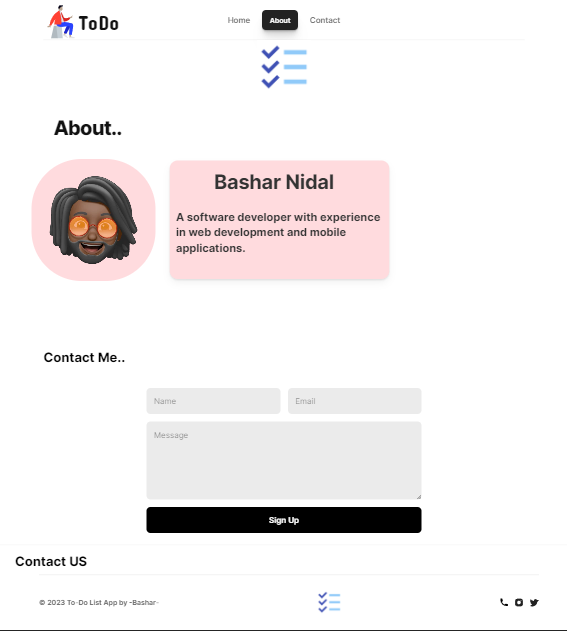 ToDo
Home
About
Contact
About..
Bashar Nidal
A software developer with experience
in web development and mobile
applications.
Contact Me..
Name
Email
Message
Sign Up
Contact US
© 2023 To-Do List App by -Bashar-